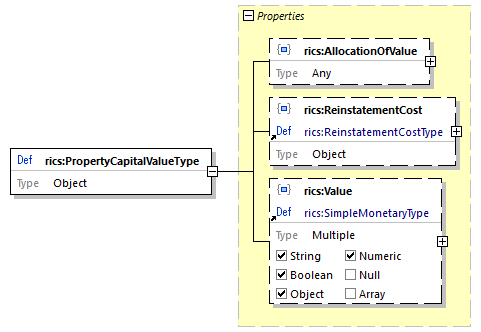 Properties
rics:AllocationOfValue
Type Any
rics:ReinstatementCost
Def rics:ReinstatementCostType
Type Object
Def rics:PropertyCapitalValueType
Type Object
rics:Value
Def rics:SimpleMonetaryType
Type Multiple
String Numeric
Boolean Null
Object Array